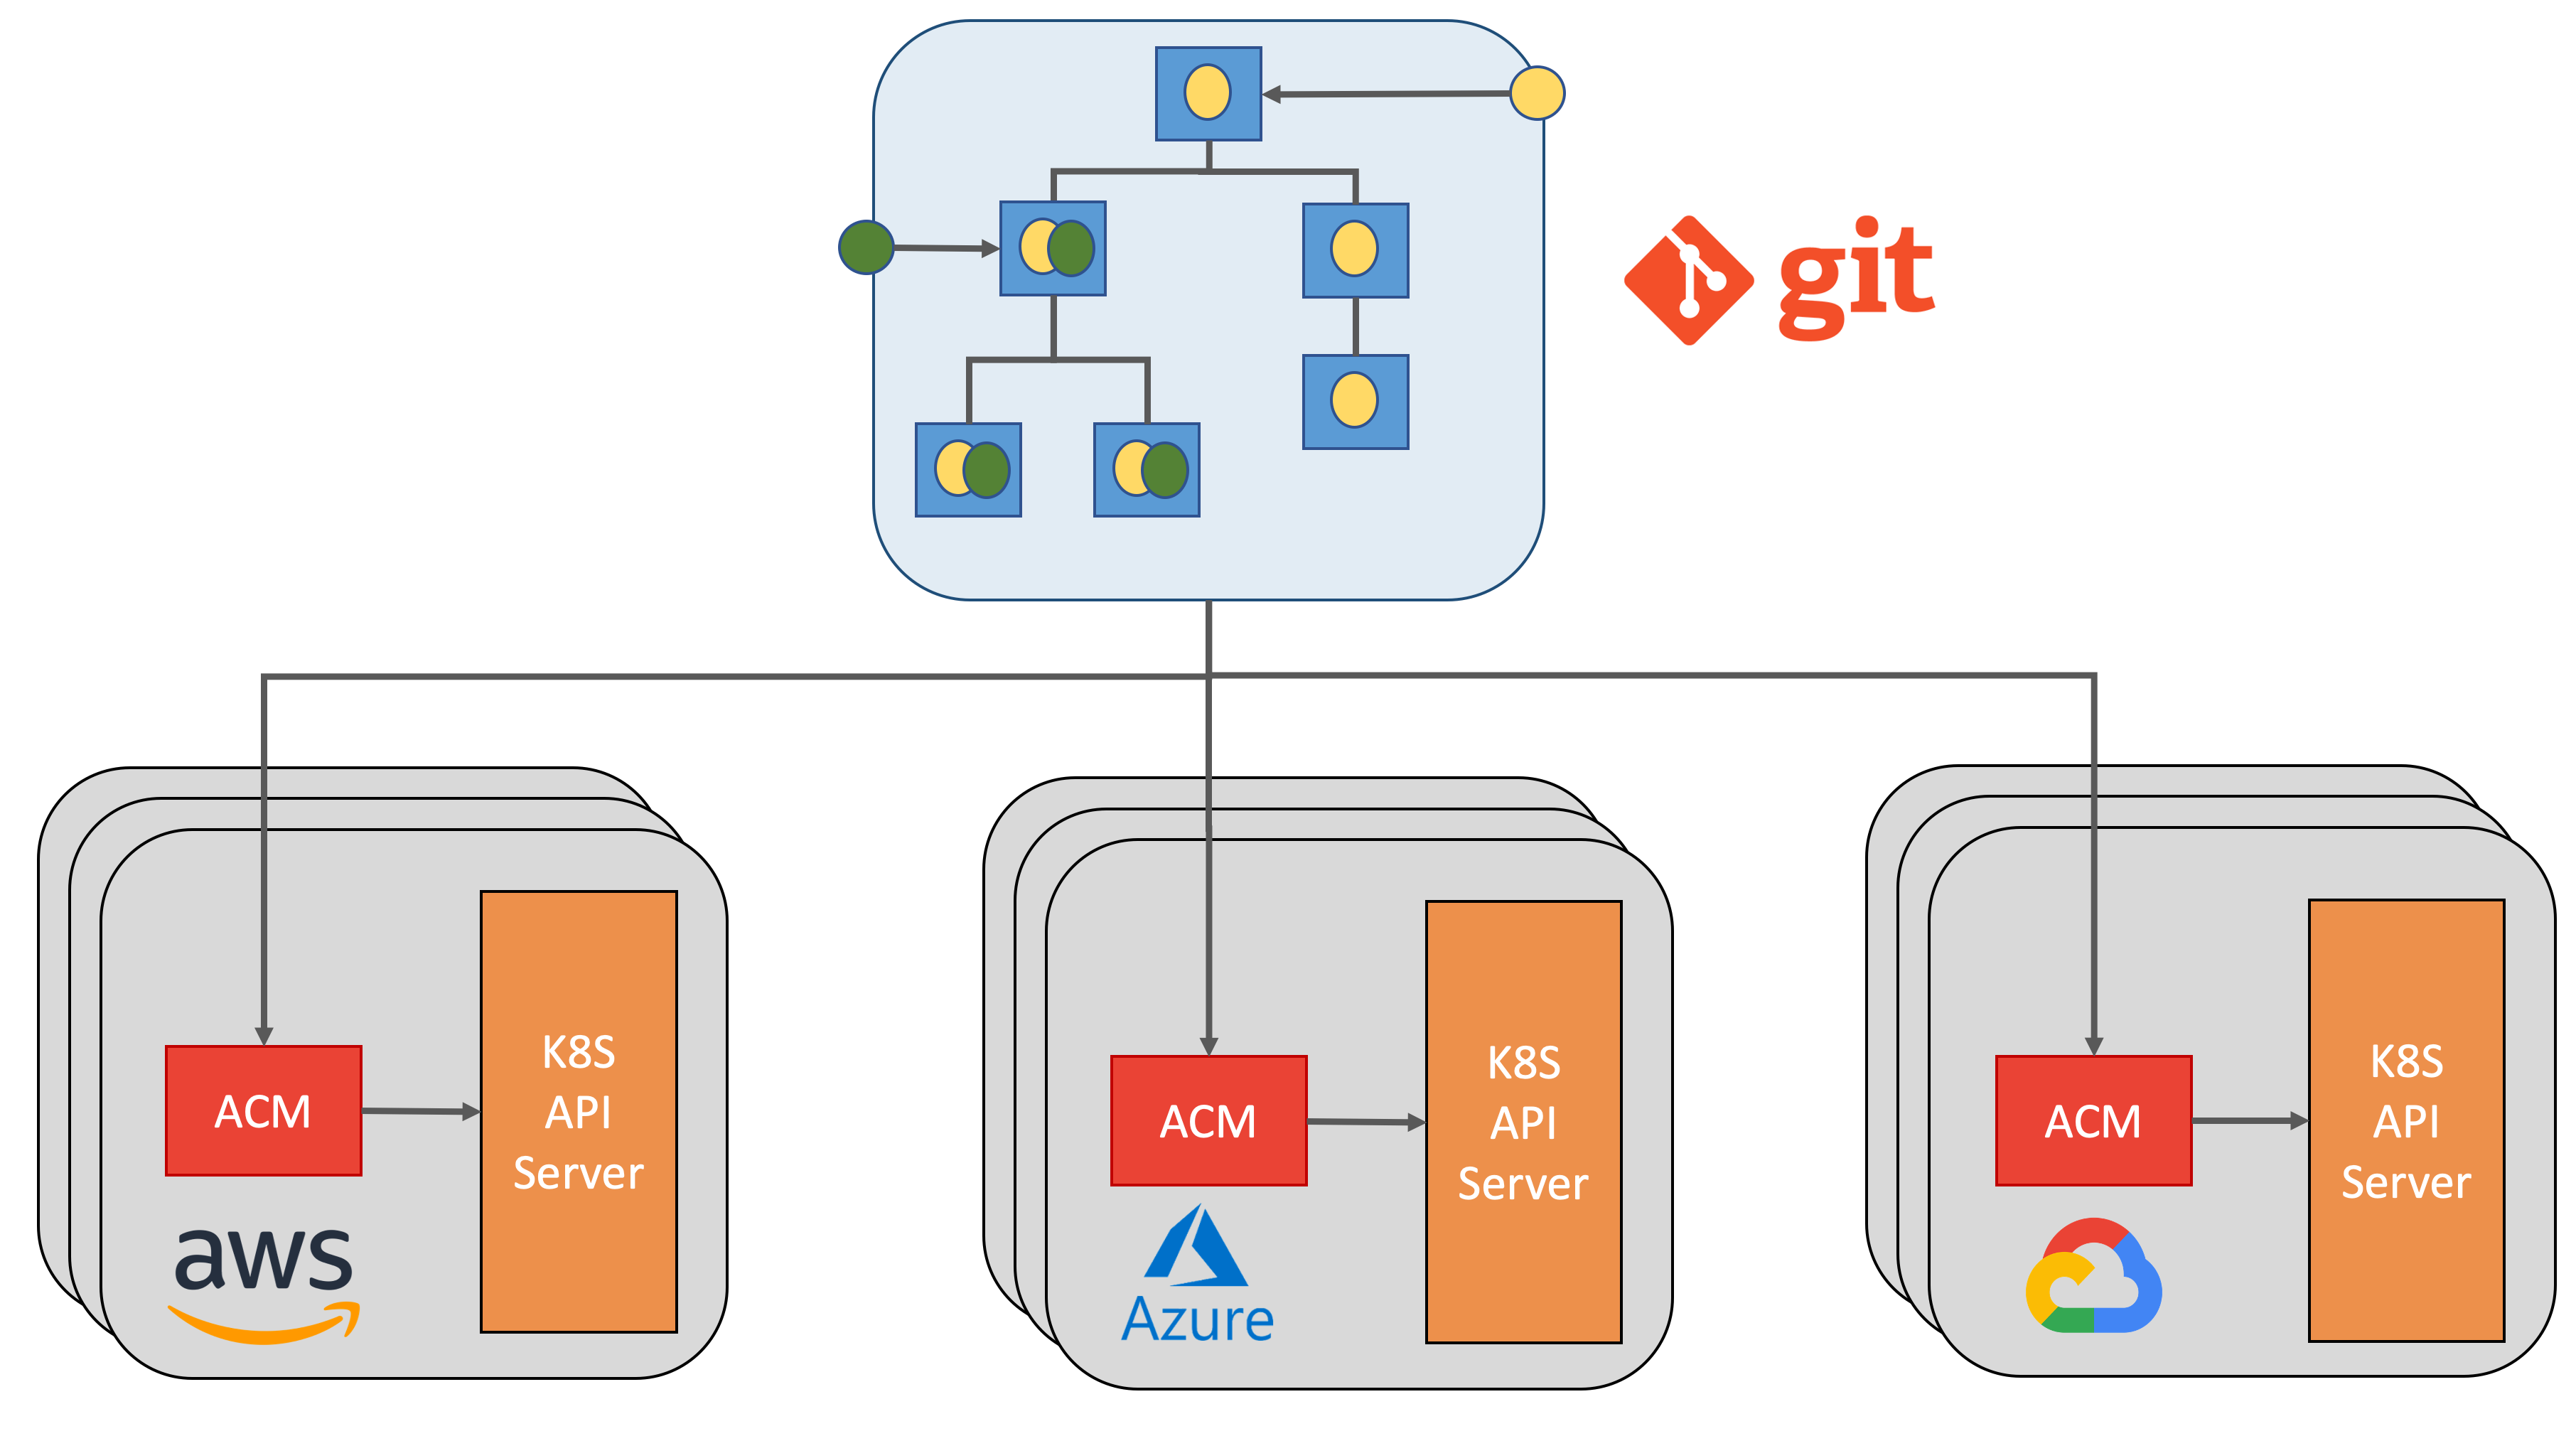 git
ACM
K8S
API
Server
aws
ACM
K8S
API
Server
Azure
ACM
K8S
API
Server